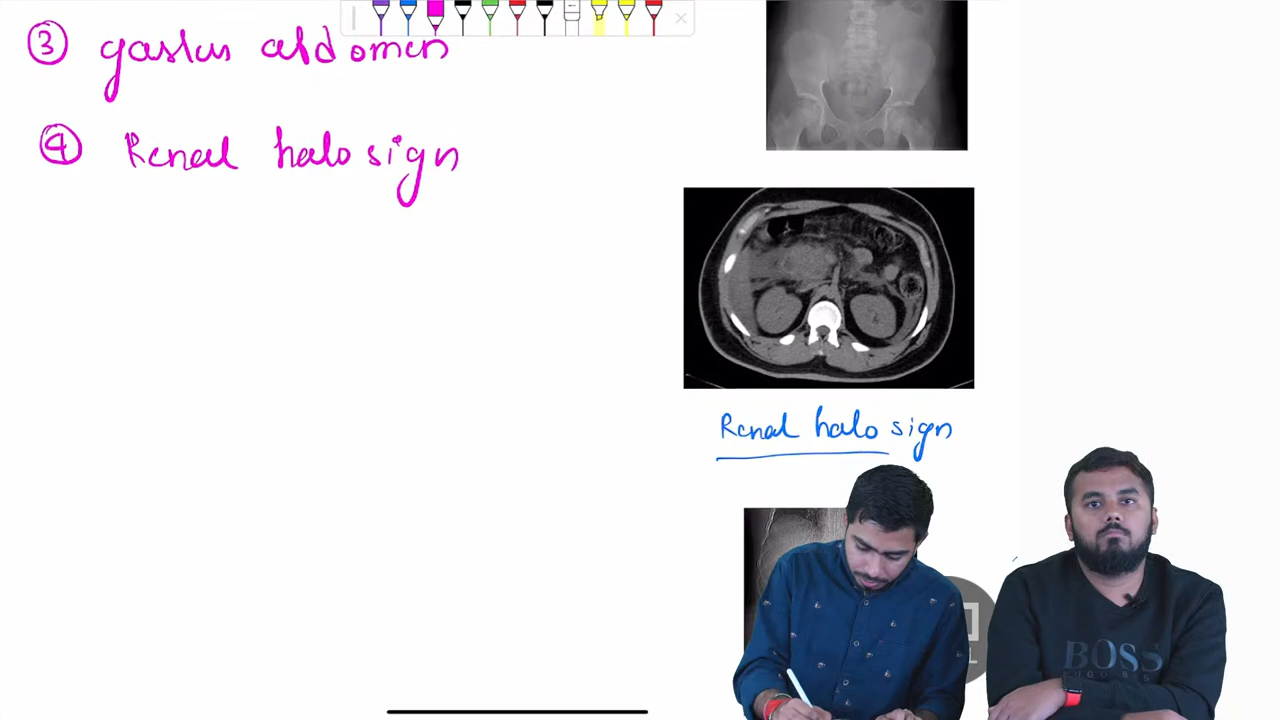 ③ gasless abdomen
④ Renal halo sign
Renal halo sign
BOSS